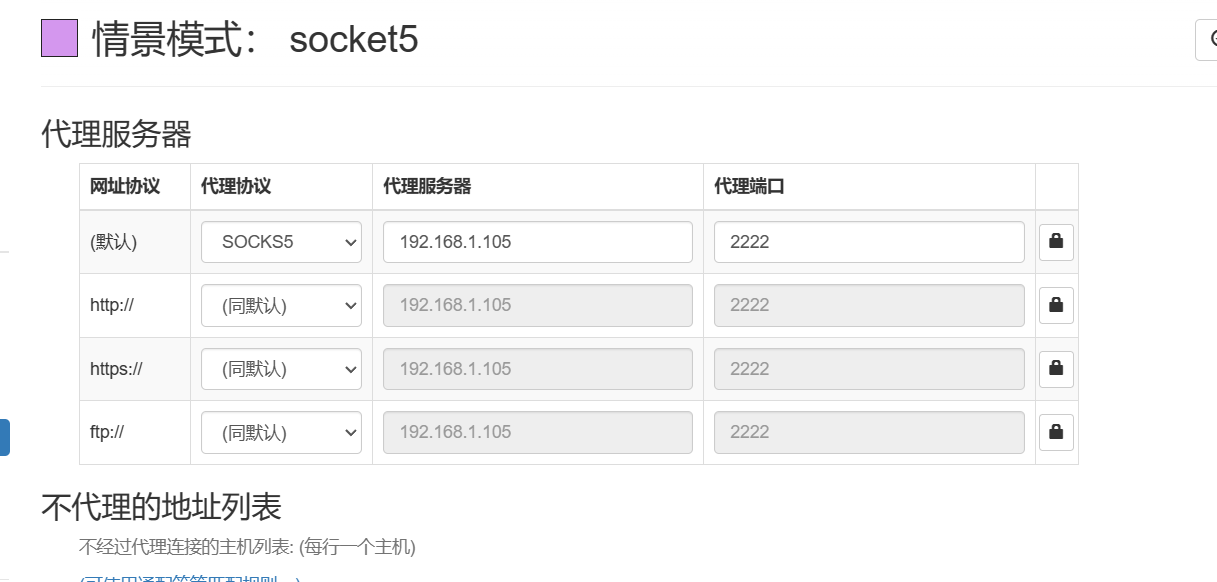 情景模式： socket5
代理服务器
网址协议 代理协议 代理服务器 代理端口
(默认) SOCKS5 192.168.1.105 2222
http:// (同默认) 192.168.1.105 2222
https:// (同默认) 192.168.1.105 2222
ftp:// (同默认) 192.168.1.105 2222
不代理的地址列表
不经过代理连接的主机列表: (每行一个主机)